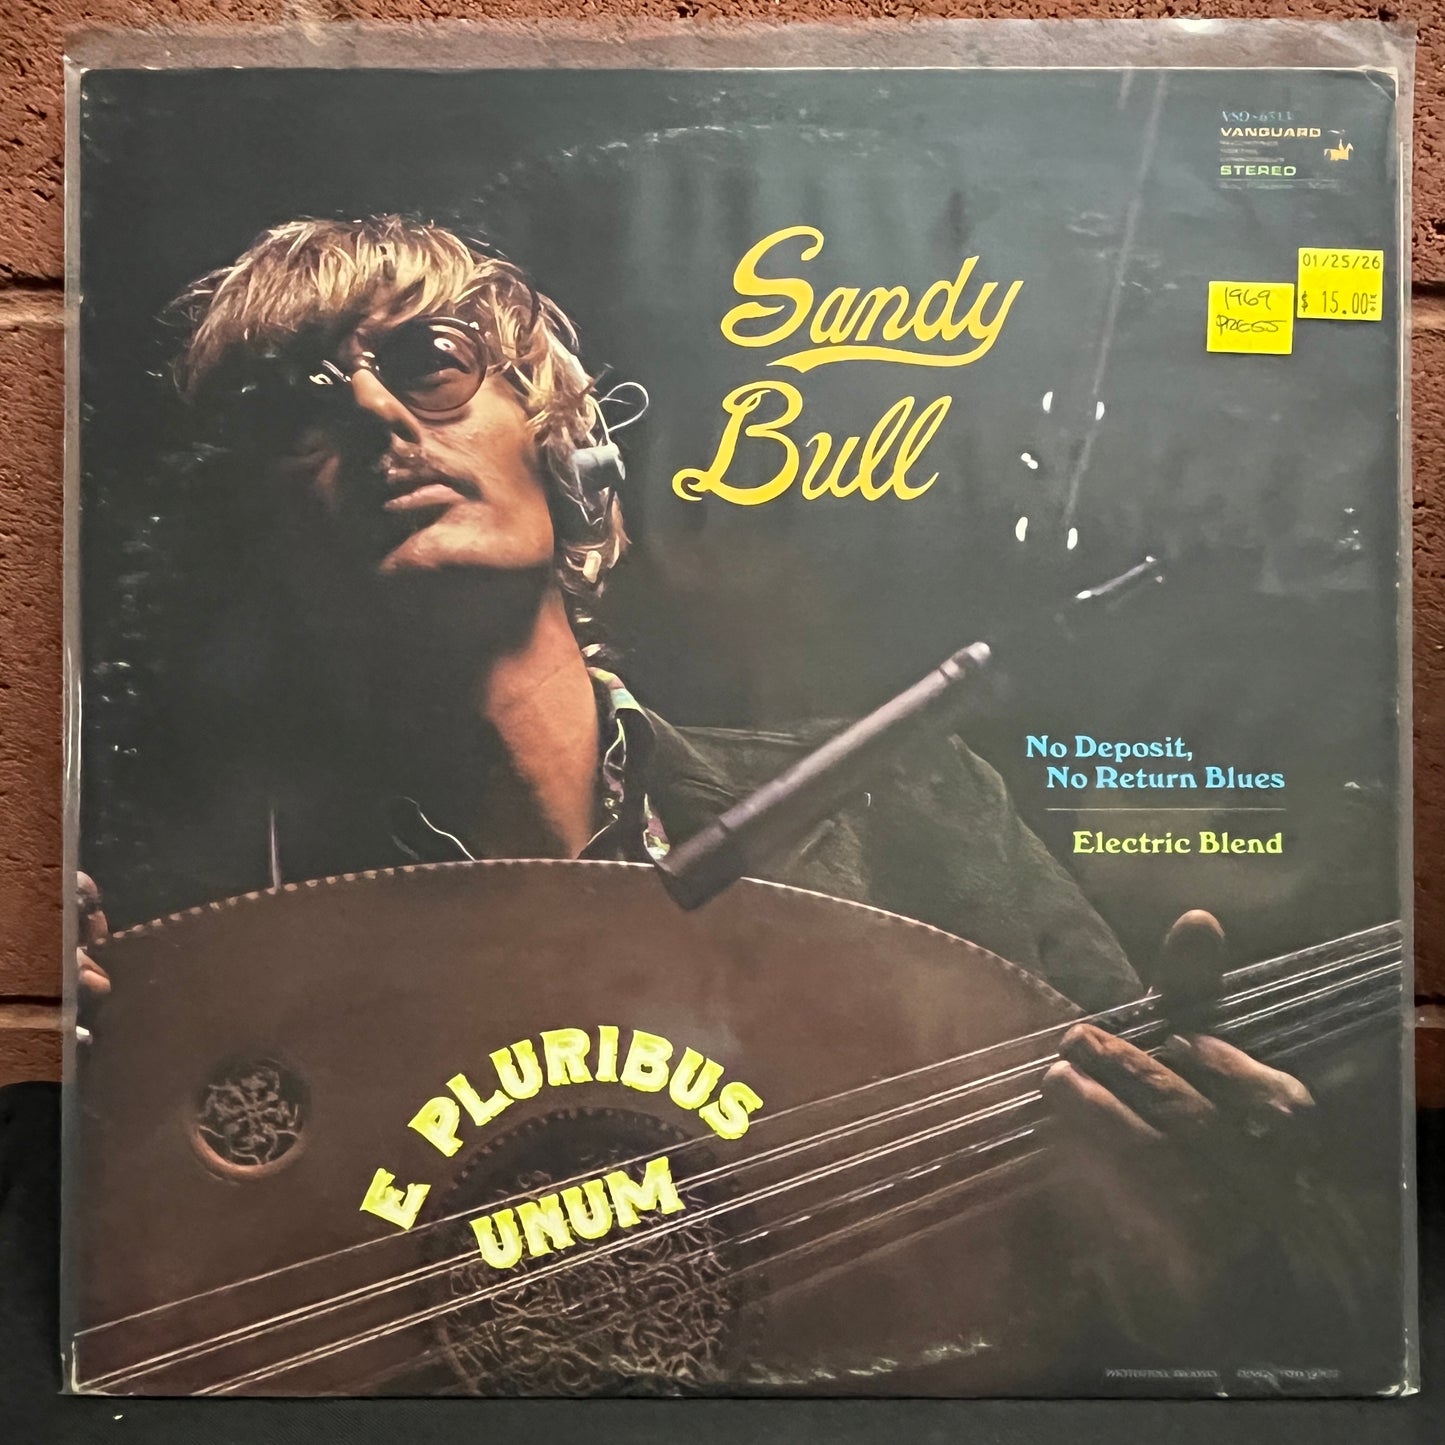 VANGUARD
STEREO
01/25/26
$ 15.00
1969
PRESS
Sandy
Bull
No Deposit,
No Return Blues
Electric Blend
E PLURIBUS
UNUM